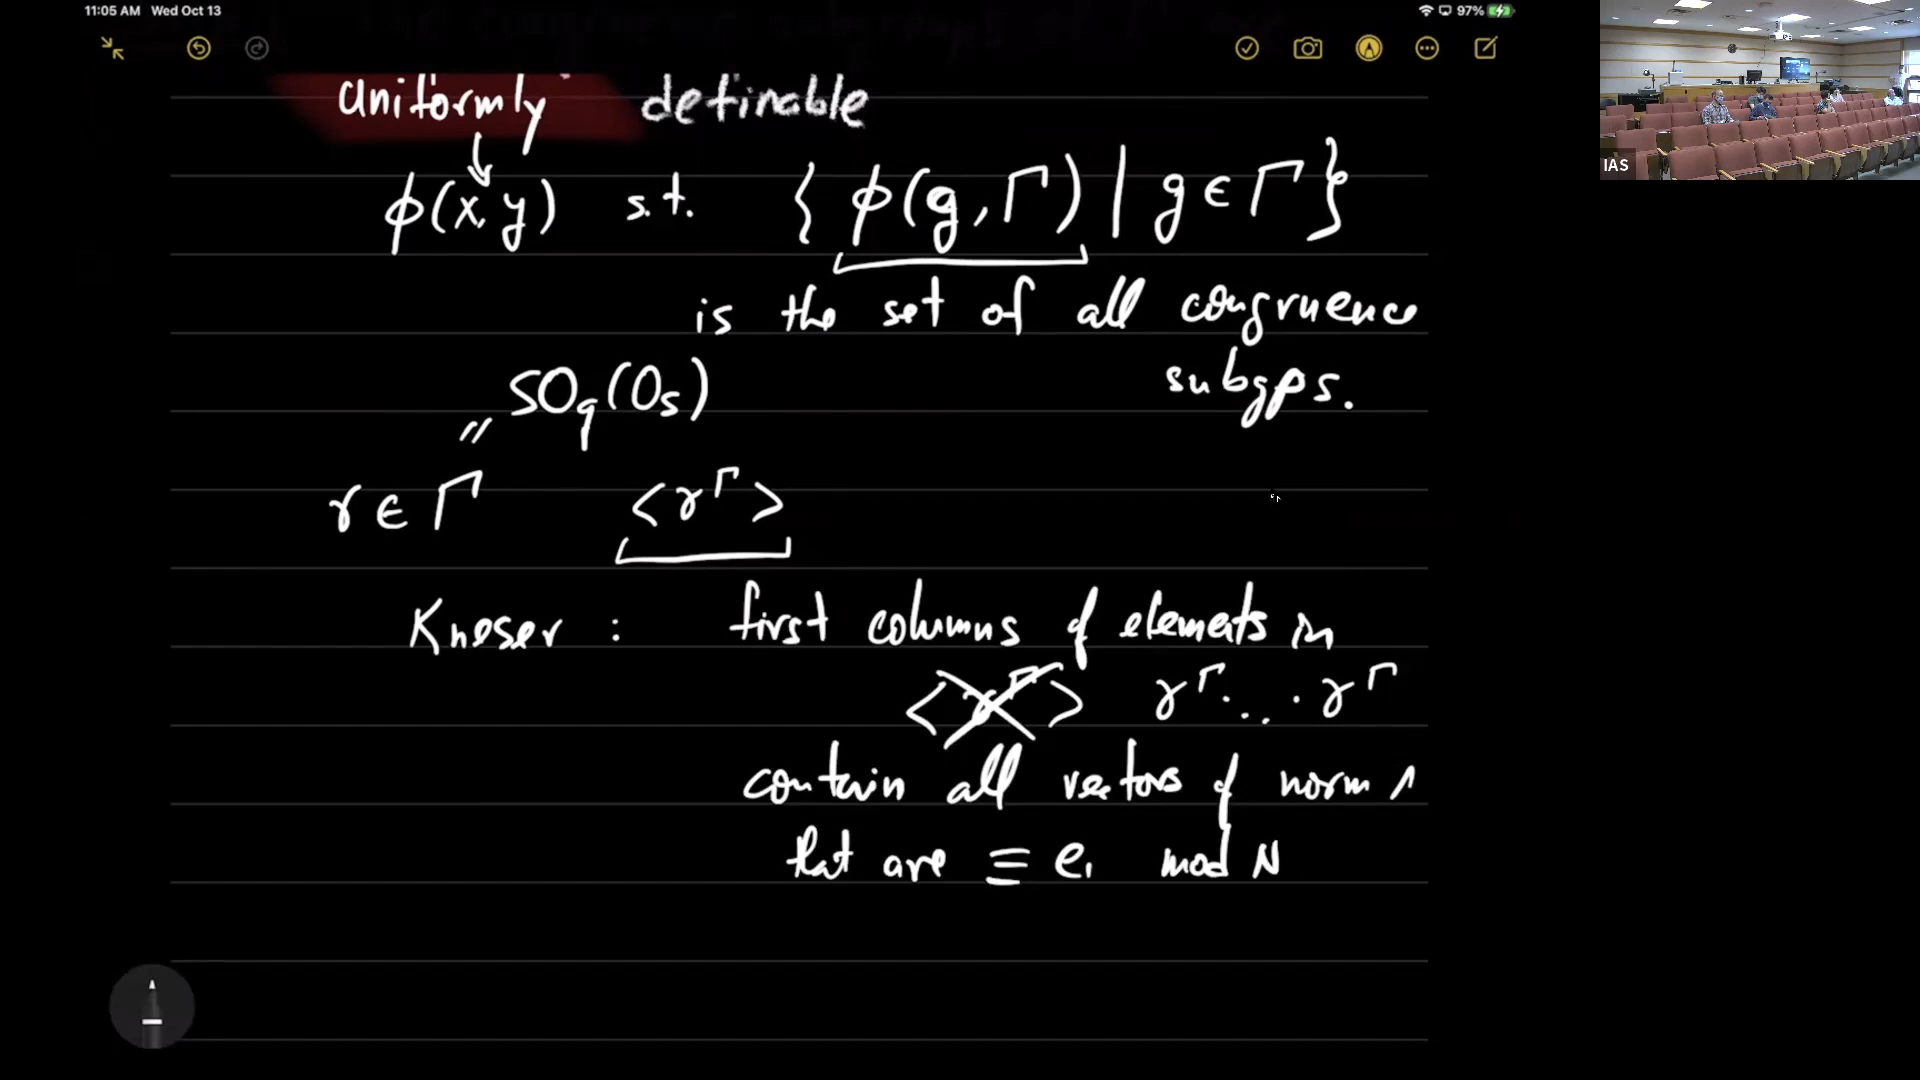 11:05 AM Wed Oct 13
97%
uniformly definable
ϕ(x,y) s.t. { ϕ(g,Γ) | g ∈ Γ }
is the set of all congruence
subgps.
SO_q(O_s)
"
γ ∈ Γ <γ^Γ>
Kneser : first columns of elements in
<γ^Γ> γ^Γ · ... · γ^Γ
contain all vectors of norm 1
that are ≡ e₁ mod N
IAS